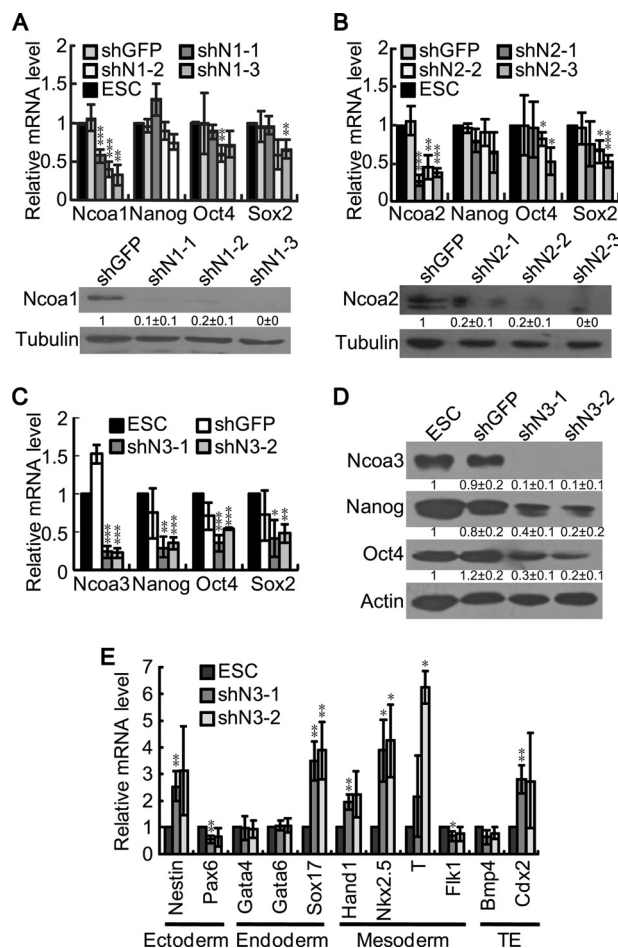 A
Relative mRNA level
2
1.5
1
0.5
0
shGFP shN1-1
shN1-2 shN1-3
ESC
*** *** ** ** **
Ncoa1 Nanog Oct4 Sox2
shGFP shN1-1 shN1-2 shN1-3
Ncoa1
1 0.1±0.1 0.2±0.1 0±0
Tubulin
B
Relative mRNA level
2
1.5
1
0.5
0
shGFP shN2-1
shN2-2 shN2-3
ESC
*** ** *** * * ** ***
Ncoa2 Nanog Oct4 Sox2
shGFP shN2-1 shN2-2 shN2-3
Ncoa2
1 0.2±0.1 0.2±0.1 0±0
Tubulin
C
Relative mRNA level
2
1.5
1
0.5
0
ESC shGFP
shN3-1 shN3-2
*** *** ** *** *** *** * **
Ncoa3 Nanog Oct4 Sox2
D
ESC shGFP shN3-1 shN3-2
Ncoa3
1 0.9±0.2 0.1±0.1 0.1±0.1
Nanog
1 0.8±0.2 0.4±0.1 0.2±0.2
Oct4
1 1.2±0.2 0.3±0.1 0.2±0.1
Actin
E
Relative mRNA level
7
6
5
4
3
2
1
0
ESC
shN3-1
shN3-2
** * ** ** ** * * * * **
Nestin Pax6 Gata4 Gata6 Sox17 Hand1 Nkx2.5 T Flk1 Bmp4 Cdx2
Ectoderm Endoderm Mesoderm TE